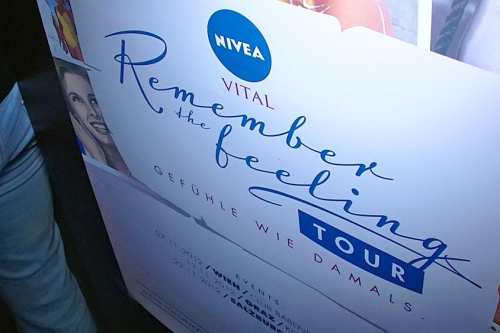 NIVEA
VITAL
Remember
the
feeling
TOUR
GEFÜHLE WIE DAMALS.
EVENTS
/WIEN
/GRAZ
/SALZBURG